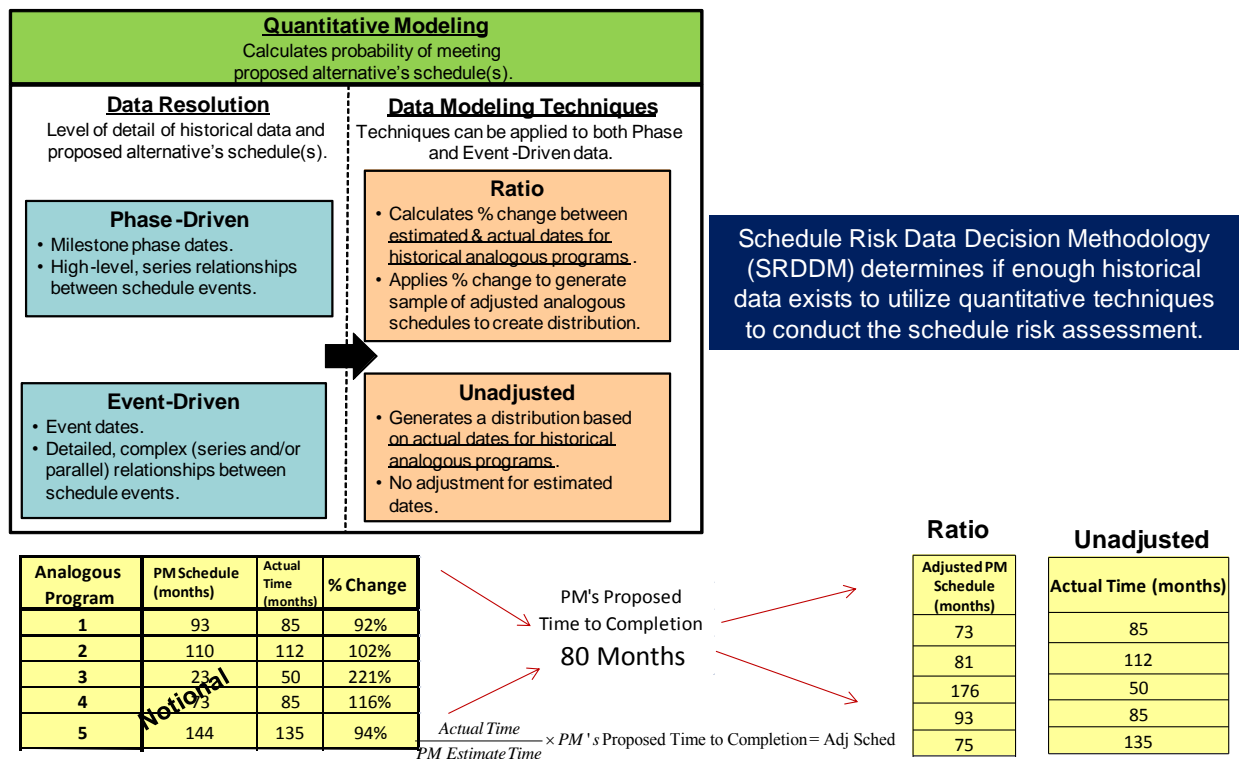 Quantitative Modeling
Calculates probability of meeting
proposed alternative's schedule(s).
Data Resolution
Level of detail of historical data and
proposed alternative's schedule(s).
Phase-Driven
• Milestone phase dates.
• High-level, series relationships
between schedule events.
Event-Driven
• Event dates.
• Detailed, complex (series and/or
parallel) relationships between
schedule events.
Data Modeling Techniques
Techniques can be applied to both Phase
and Event-Driven data.
Ratio
• Calculates % change between
estimated & actual dates for
historical analogous programs.
• Applies % change to generate
sample of adjusted analogous
schedules to create distribution.
Unadjusted
• Generates a distribution based
on actual dates for historical
analogous programs.
• No adjustment for estimated
dates.
Schedule Risk Data Decision Methodology
(SRDDM) determines if enough historical
data exists to utilize quantitative techniques
to conduct the schedule risk assessment.
Analogous Program | PM Schedule (months) | Actual Time (months) | % Change
1 93 85 92%
2 110 112 102%
3 23 50 221%
4 73 85 116%
5 144 135 94%
Notional
PM's Proposed
Time to Completion
80 Months
Actual Time
PM Estimate Time
× PM 's Proposed Time to Completion = Adj Sched
Ratio
Adjusted PM
Schedule
(months)
73
81
176
93
75
Unadjusted
Actual Time (months)
85
112
50
85
135